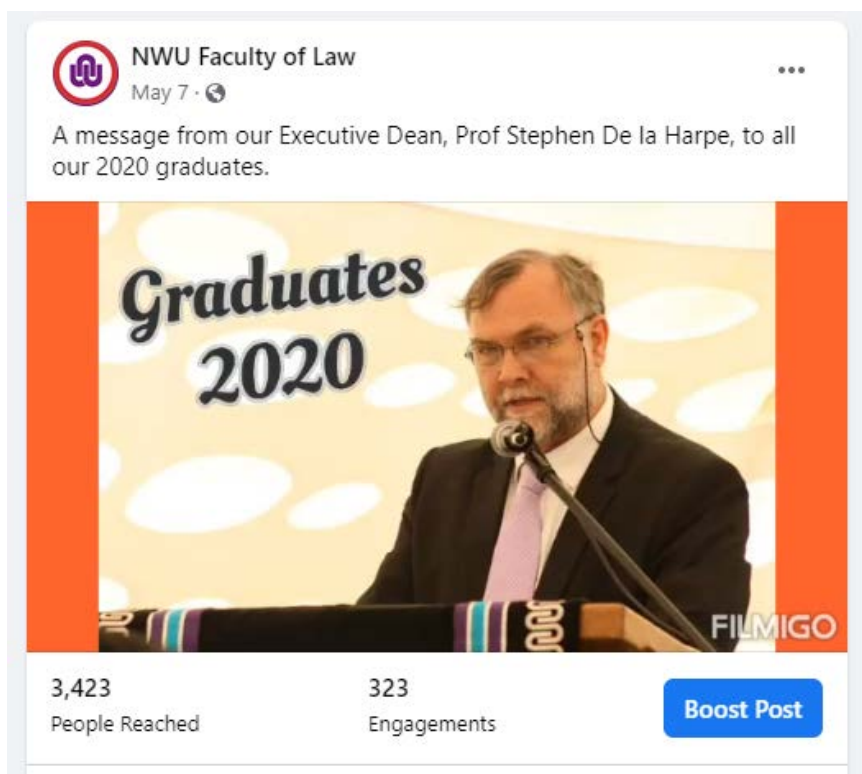 NWU Faculty of Law
May 7 ·
A message from our Executive Dean, Prof Stephen De la Harpe, to all
our 2020 graduates.
Graduates
2020
FILMIGO
3,423
323
People Reached
Engagements
Boost Post